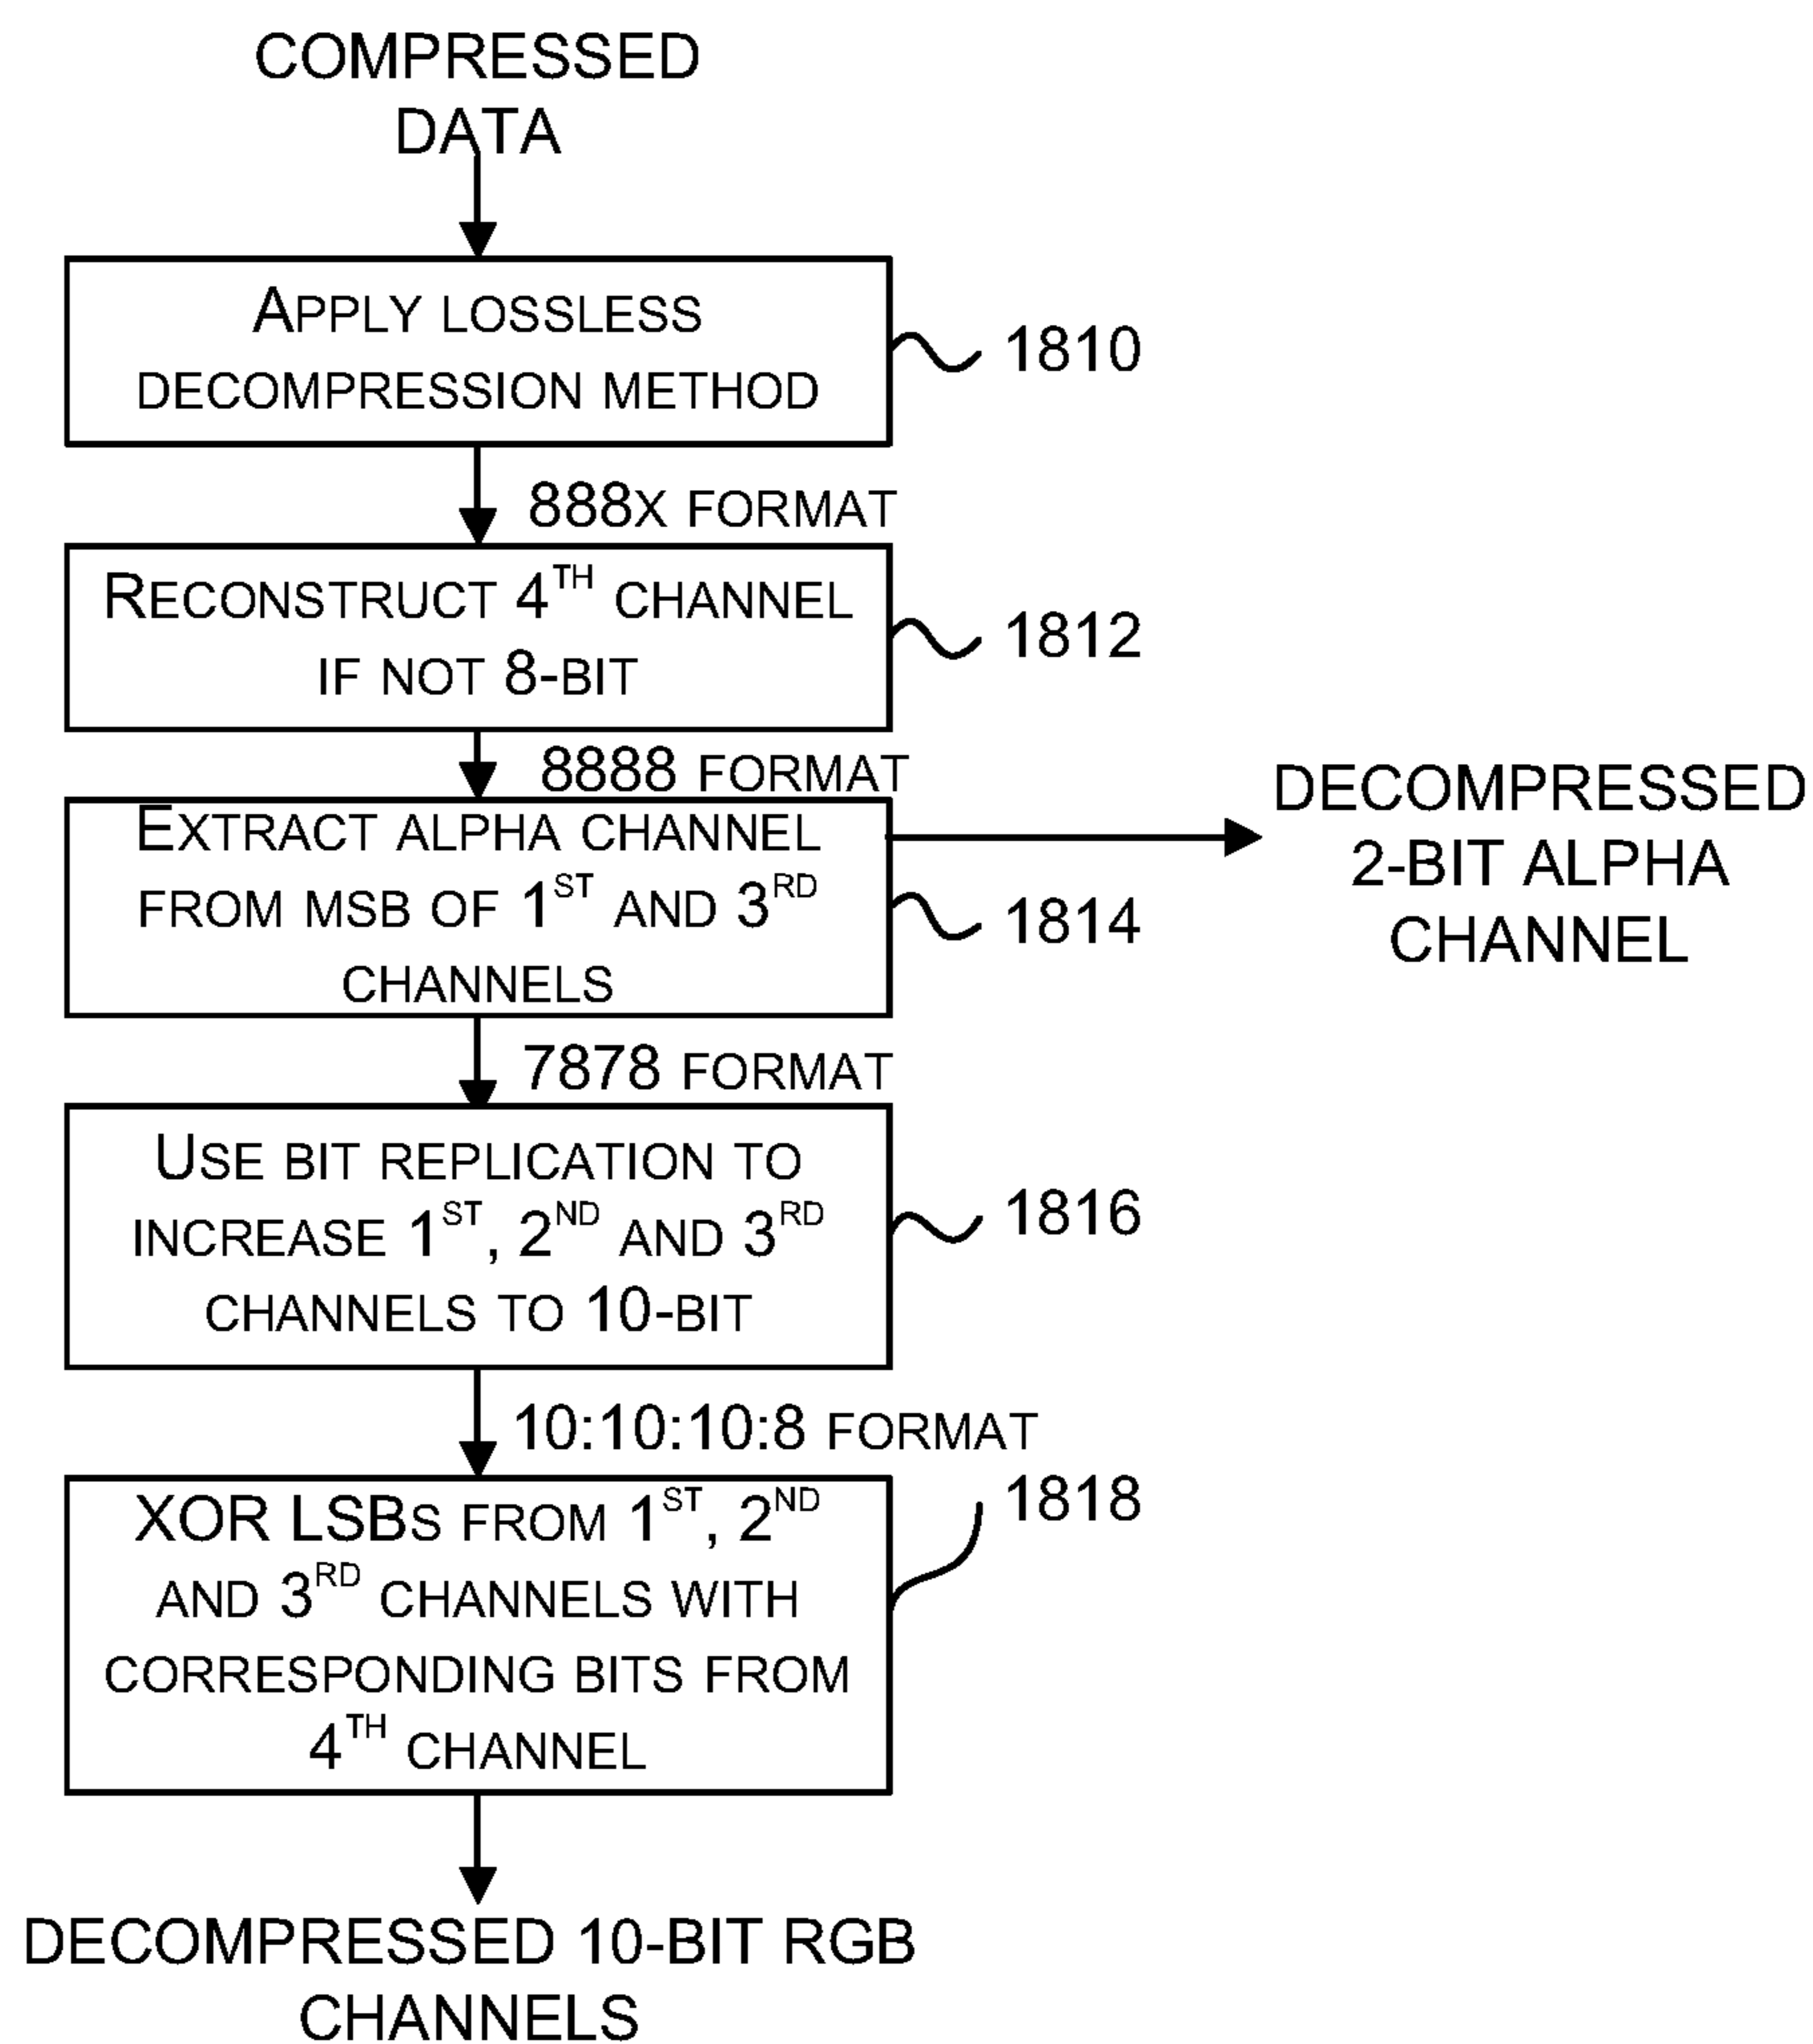 COMPRESSED
DATA
APPLY LOSSLESS
DECOMPRESSION METHOD
1810
888X FORMAT
RECONSTRUCT 4TH CHANNEL
IF NOT 8-BIT
1812
8888 FORMAT
EXTRACT ALPHA CHANNEL
FROM MSB OF 1ST AND 3RD
CHANNELS
1814
DECOMPRESSED
2-BIT ALPHA
CHANNEL
7878 FORMAT
USE BIT REPLICATION TO
INCREASE 1ST, 2ND AND 3RD
CHANNELS TO 10-BIT
1816
10:10:10:8 FORMAT
XOR LSBS FROM 1ST, 2ND
AND 3RD CHANNELS WITH
CORRESPONDING BITS FROM
4TH CHANNEL
1818
DECOMPRESSED 10-BIT RGB
CHANNELS